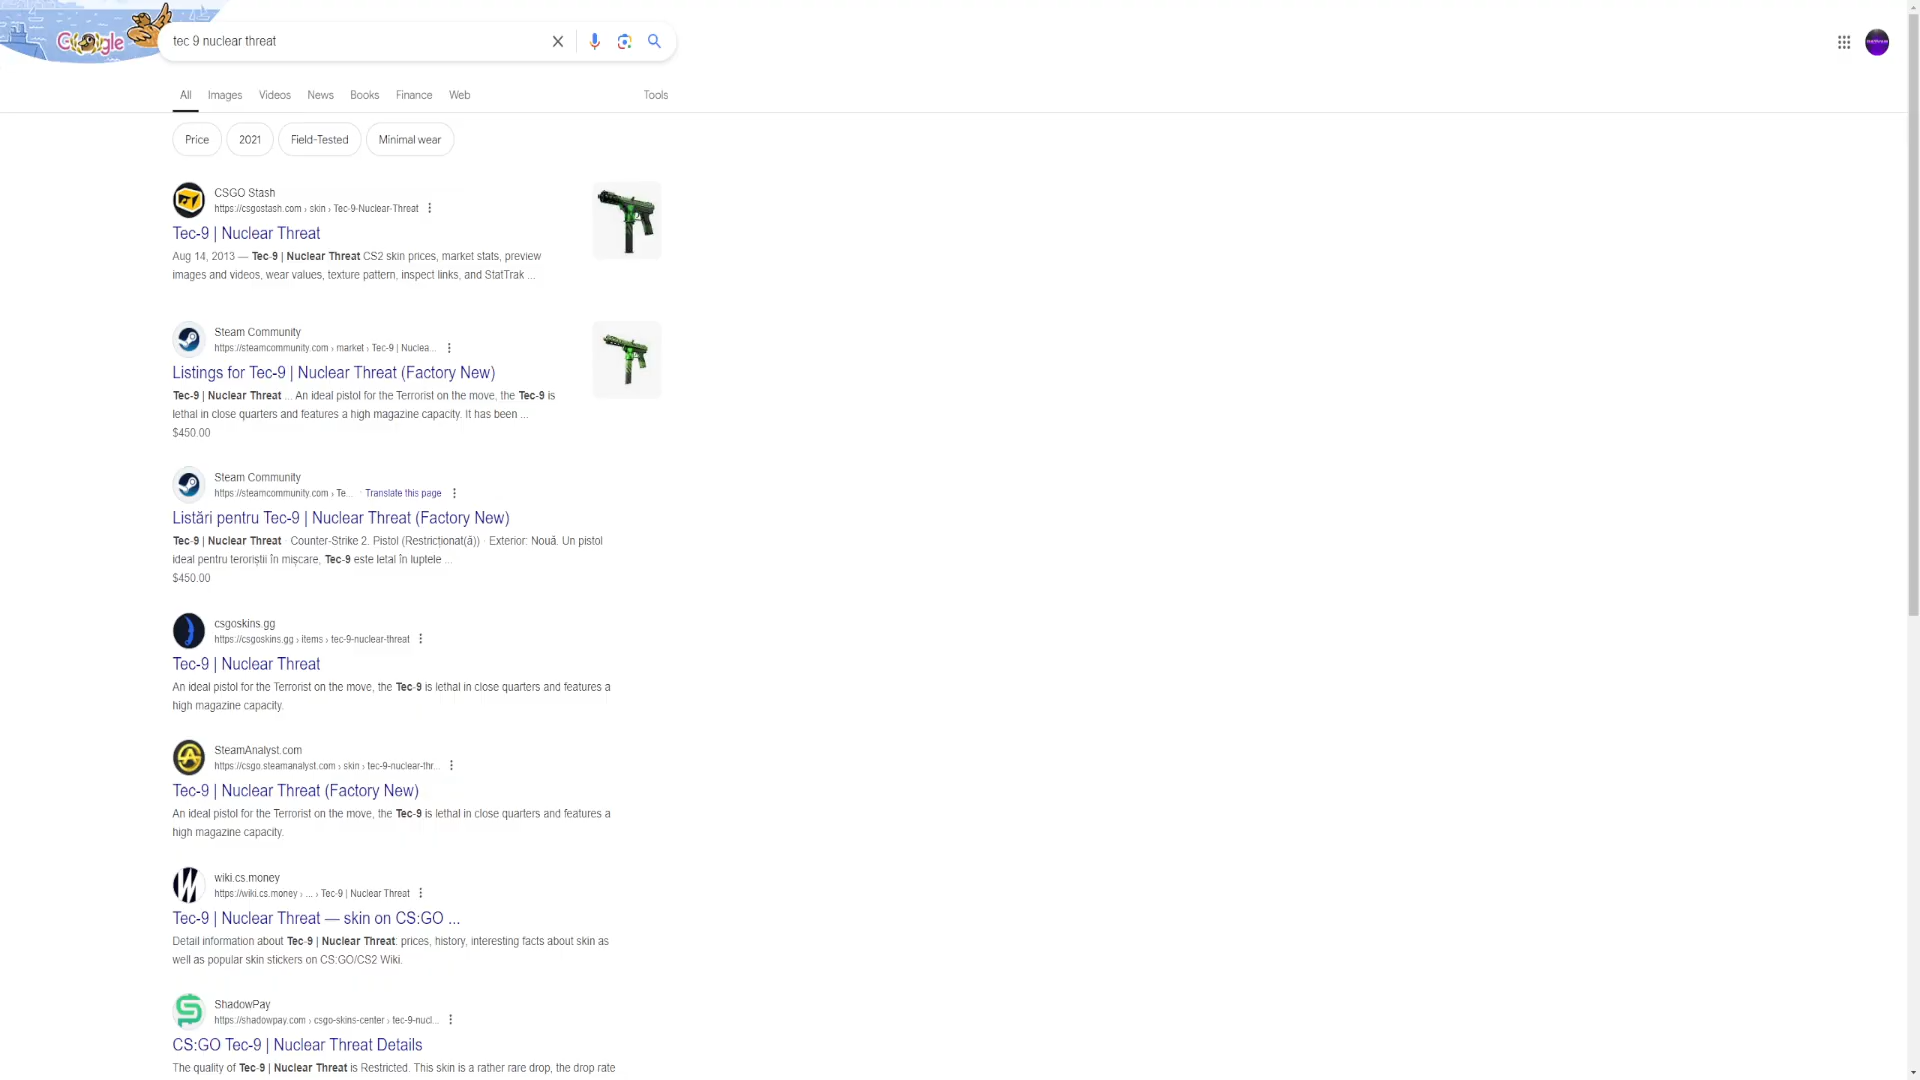 Google
tec 9 nuclear threat
All Images Videos News Books Finance Web Tools
Price 2021 Field-Tested Minimal wear
CSGO Stash
https://csgostash.com › skin › Tec-9-Nuclear-Threat
Tec-9 | Nuclear Threat
Aug 14, 2013 — Tec-9 | Nuclear Threat CS2 skin prices, market stats, preview
images and videos, wear values, texture pattern, inspect links, and StatTrak ...
Steam Community
https://steamcommunity.com › market › Tec-9 | Nuclea...
Listings for Tec-9 | Nuclear Threat (Factory New)
Tec-9 | Nuclear Threat ... An ideal pistol for the Terrorist on the move, the Tec-9 is
lethal in close quarters and features a high magazine capacity. It has been ...
$450.00
Steam Community
https://steamcommunity.com › Te... · Translate this page
Listări pentru Tec-9 | Nuclear Threat (Factory New)
Tec-9 | Nuclear Threat · Counter-Strike 2. Pistol (Restricționat(ă)) · Exterior: Nouă. Un pistol
ideal pentru teroriștii în mișcare, Tec-9 este letal în luptele ...
$450.00
csgoskins.gg
https://csgoskins.gg › items › tec-9-nuclear-threat
Tec-9 | Nuclear Threat
An ideal pistol for the Terrorist on the move, the Tec-9 is lethal in close quarters and features a
high magazine capacity.
SteamAnalyst.com
https://csgo.steamanalyst.com › skin › tec-9-nuclear-thr...
Tec-9 | Nuclear Threat (Factory New)
An ideal pistol for the Terrorist on the move, the Tec-9 is lethal in close quarters and features a
high magazine capacity.
wiki.cs.money
https://wiki.cs.money › ... › Tec-9 | Nuclear Threat
Tec-9 | Nuclear Threat — skin on CS:GO ...
Detail information about Tec-9 | Nuclear Threat: prices, history, interesting facts about skin as
well as popular skin stickers on CS:GO/CS2 Wiki.
ShadowPay
https://shadowpay.com › csgo-skins-center › tec-9-nucl...
CS:GO Tec-9 | Nuclear Threat Details
The quality of Tec-9 | Nuclear Threat is Restricted. This skin is a rather rare drop, the drop rate